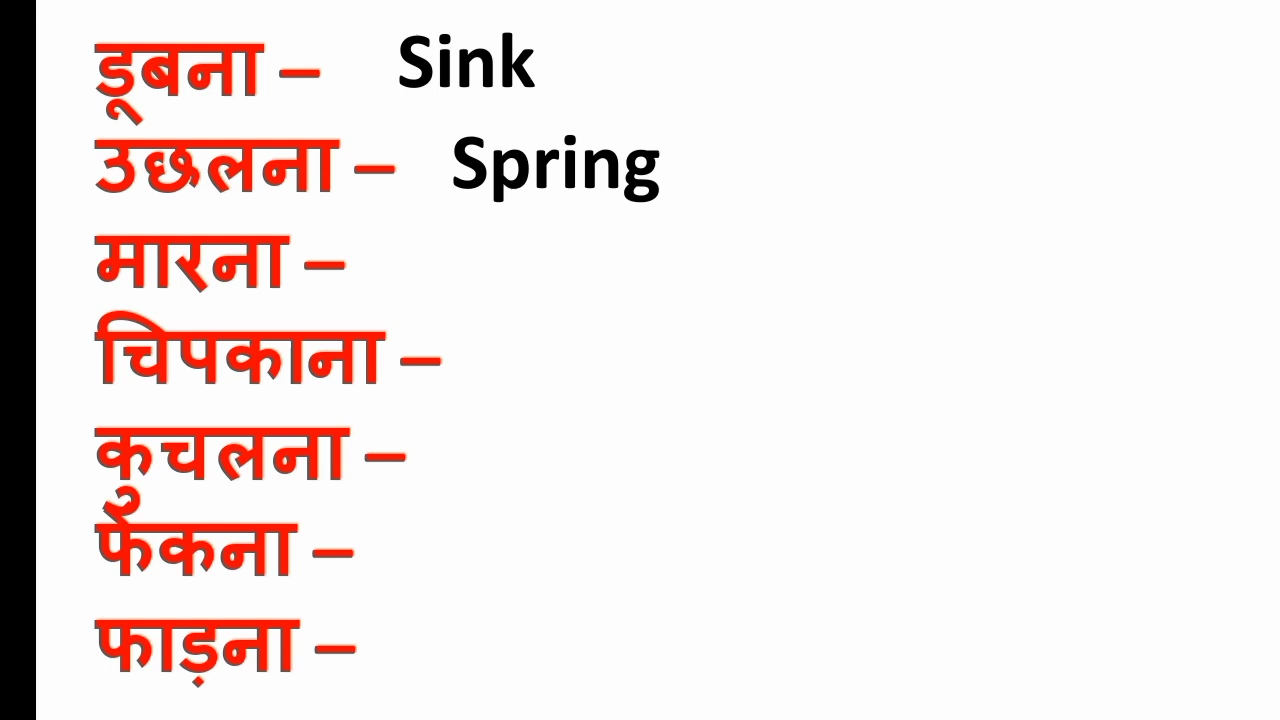 डूबना – Sink
उछलना – Spring
मारना –
चिपकाना –
कुचलना –
फेंकना –
फाड़ना –